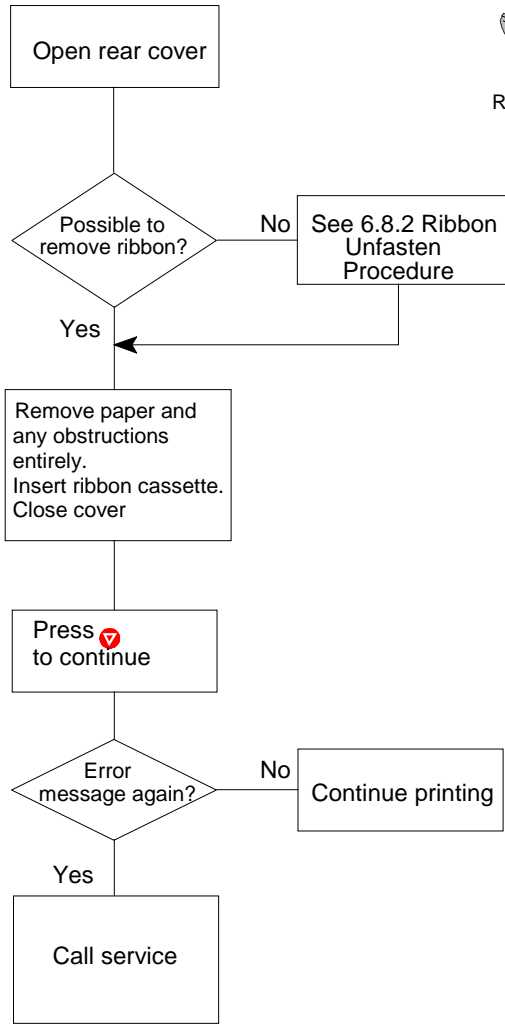 Open rear cover
R
Possible to
remove ribbon?
No
See 6.8.2 Ribbon
Unfasten
Procedure
Yes
Remove paper and
any obstructions
entirely.
Insert ribbon cassette.
Close cover
Press
to continue
Error
message again?
No
Continue printing
Yes
Call service